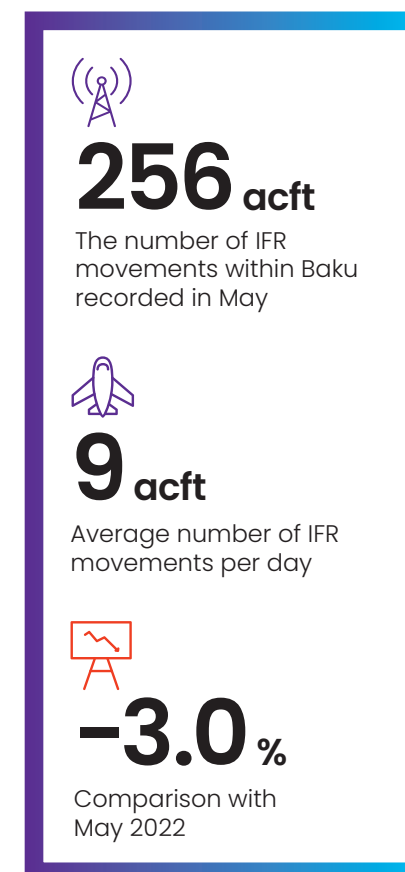 256 acft
The number of IFR
movements within Baku
recorded in May
9 acft
Average number of IFR
movements per day
-3.0 %
Comparison with
May 2022